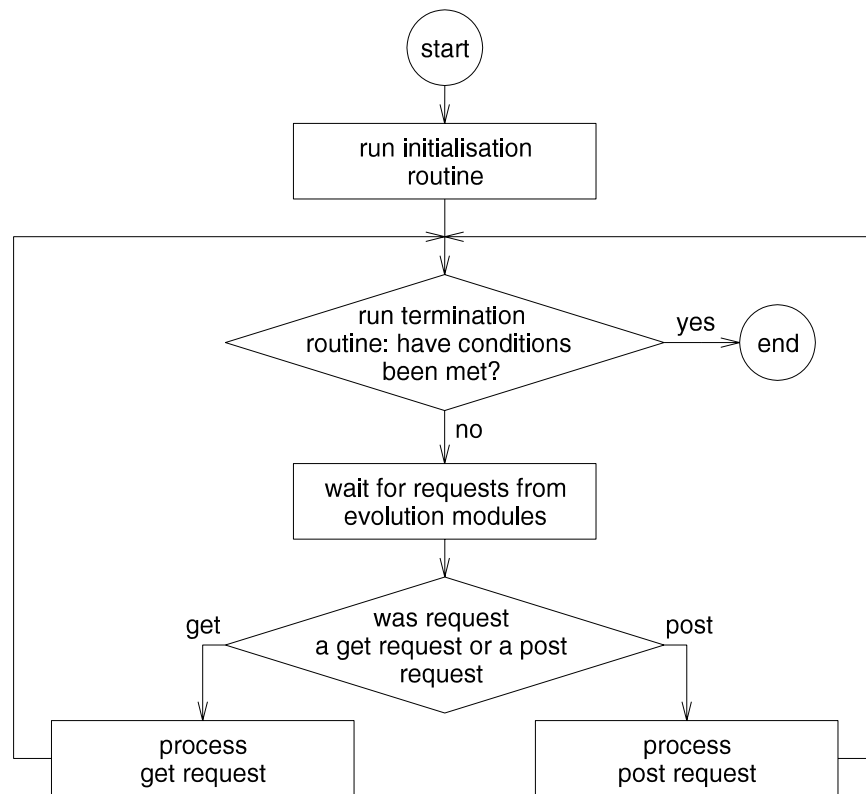 start
run initialisation
routine
run termination
routine: have conditions
been met?
yes
end
no
wait for requests from
evolution modules
get
was request
a get request or a post
request
post
process
get request
process
post request